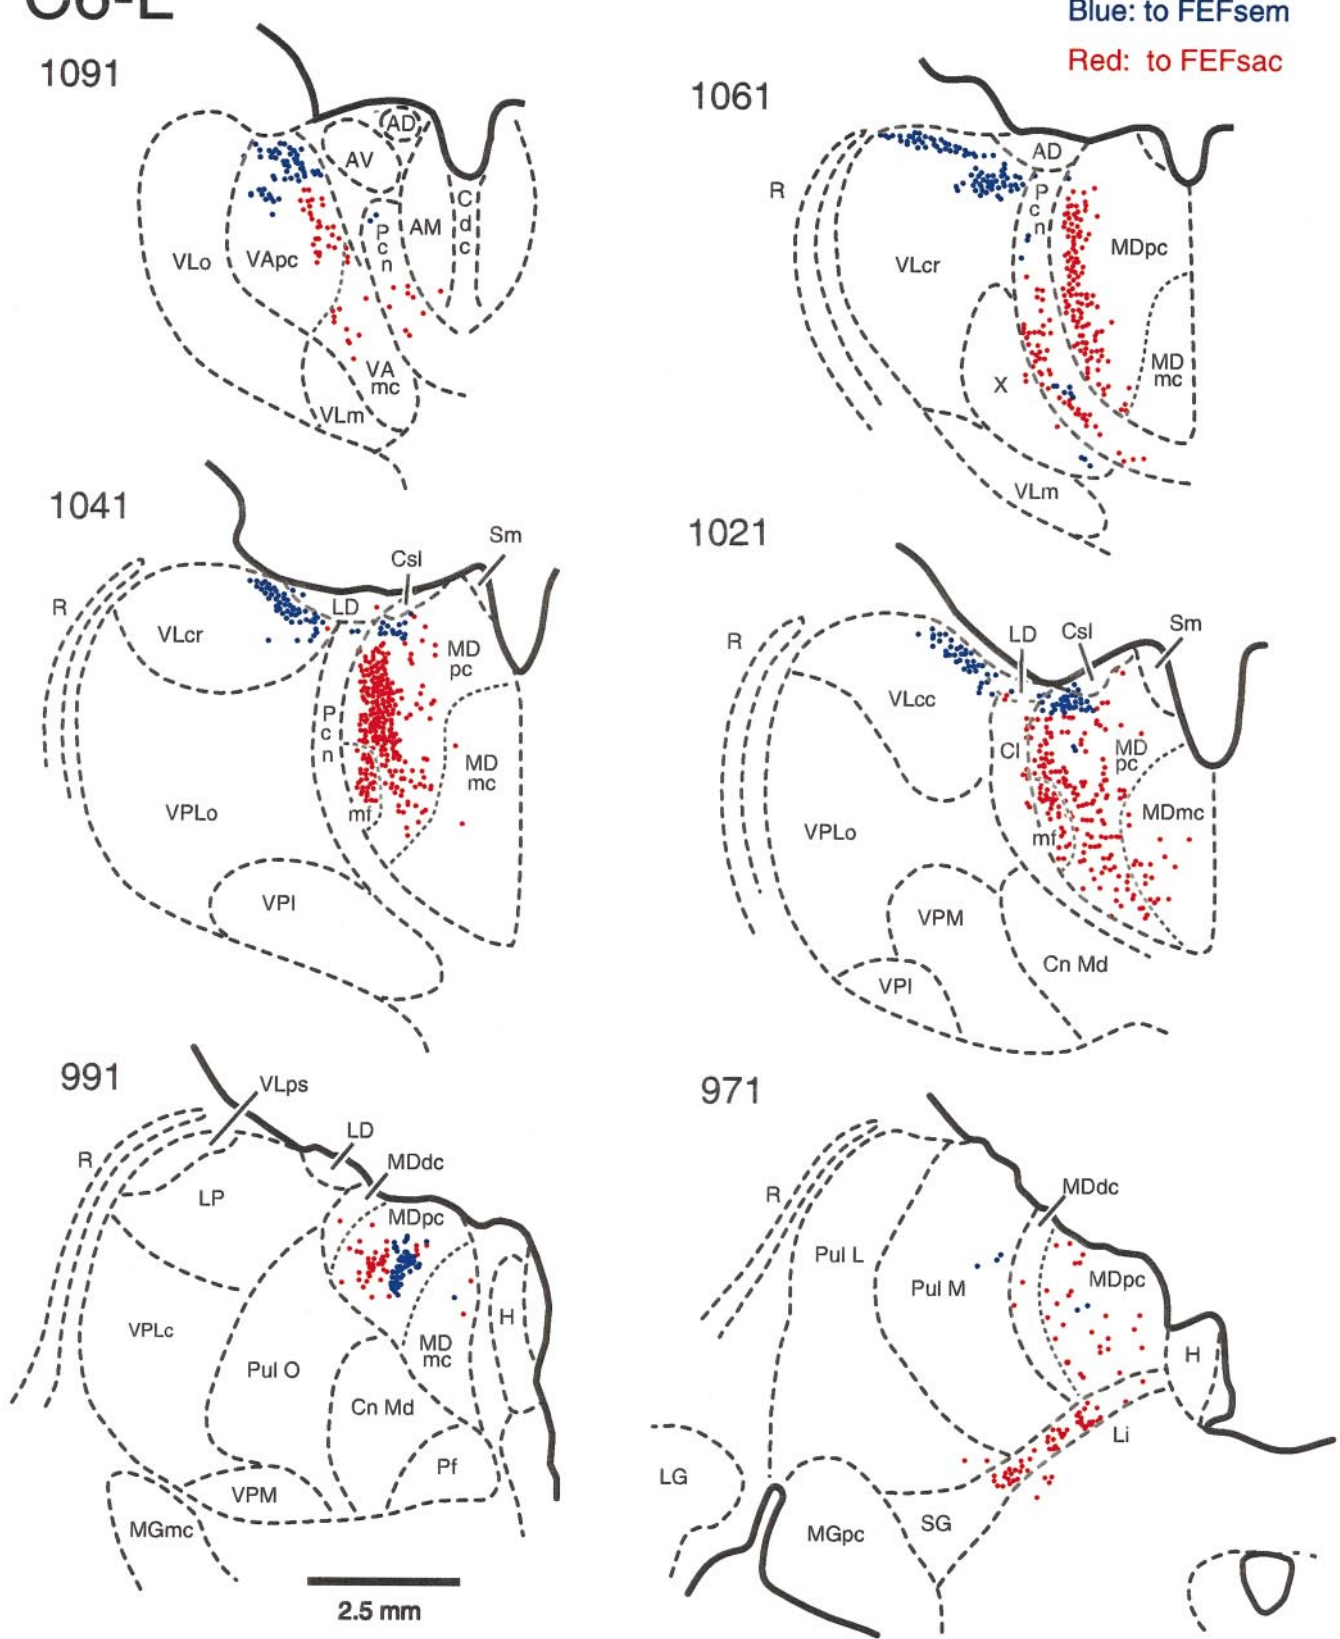 C6-L
Blue: to FEFsem
Red: to FEFsac
1091
AD
AV
C
d
c
P
c
n
AM
VLo
VApc
VA
mc
VLm
1061
AD
R
P
c
n
MDpc
VLcr
MD
mc
X
VLm
1041
Sm
Csl
R
LD
VLcr
MD
pc
P
c
n
MD
mc
VPLo
mf
VPI
1021
Sm
Csl
LD
R
VLcc
Cl
MD
pc
MDmc
VPLo
mf
VPM
Cn Md
VPI
991
VLps
LD
R
MDdc
LP
MDpc
H
VPLc
MD
mc
Pul O
Cn Md
Pf
VPM
MGmc
2.5 mm
971
MDdc
R
Pul L
MDpc
Pul M
H
Li
LG
SG
MGpc